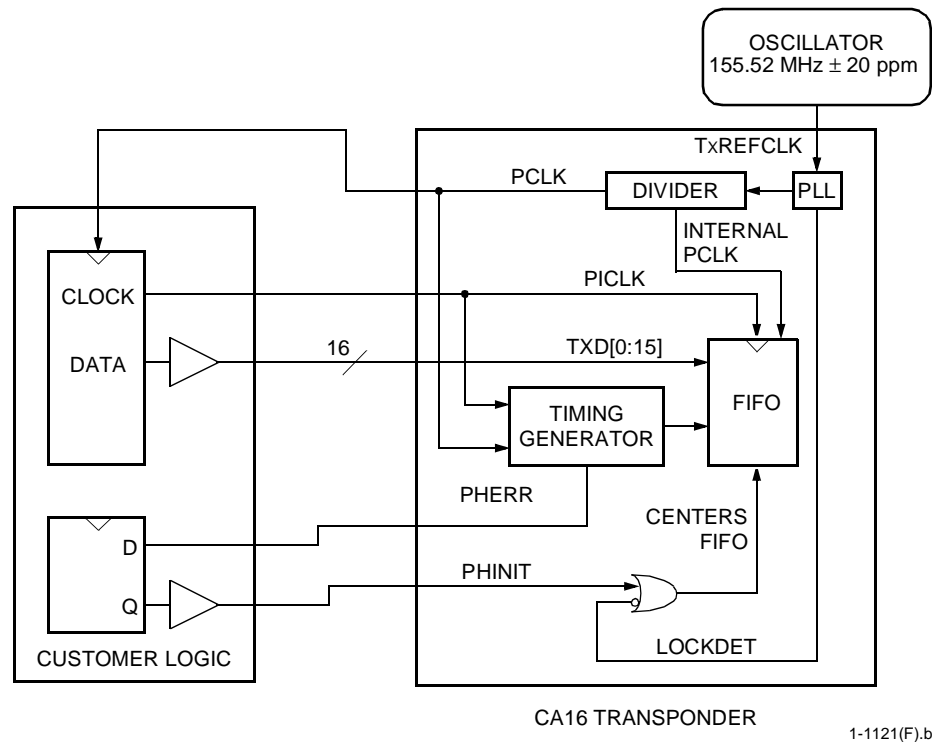 OSCILLATOR
155.52 MHz ± 20 ppm
TxREFCLK
PCLK
DIVIDER
PLL
INTERNAL
PCLK
CLOCK
PICLK
16
TXD[0:15]
DATA
FIFO
TIMING
GENERATOR
PHERR
CENTERS
FIFO
D
PHINIT
Q
LOCKDET
CUSTOMER LOGIC
CA16 TRANSPONDER
1-1121(F).b